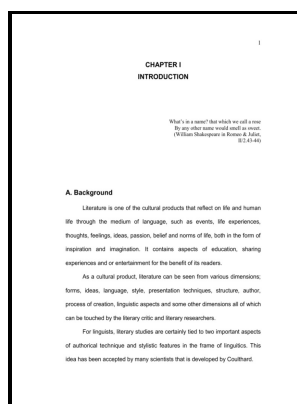 1
CHAPTER I
INTRODUCTION
What's in a name? that which we call a rose
By any other name would smell as sweet.
(William Shakespeare in Romeo & Juliet,
II/2.43-44)
A. Background
Literature is one of the cultural products that reflect on life and human
life through the medium of language, such as events, life experiences,
thoughts, feelings, ideas, passion, belief and norms of life, both in the form of
inspiration and imagination. It contains aspects of education, sharing
experiences and or entertainment for the benefit of its readers.
As a cultural product, literature can be seen from various dimensions;
forms, ideas, language, style, presentation techniques, structure, author,
process of creation, linguistic aspects and some other dimensions all of which
can be touched by the literary critic and literary researchers.
For linguists, literary studies are certainly tied to two important aspects
of authorical technique and stylistic features in the frame of linguitics. This
idea has been accepted by many scientists that is developed by Coulthard.